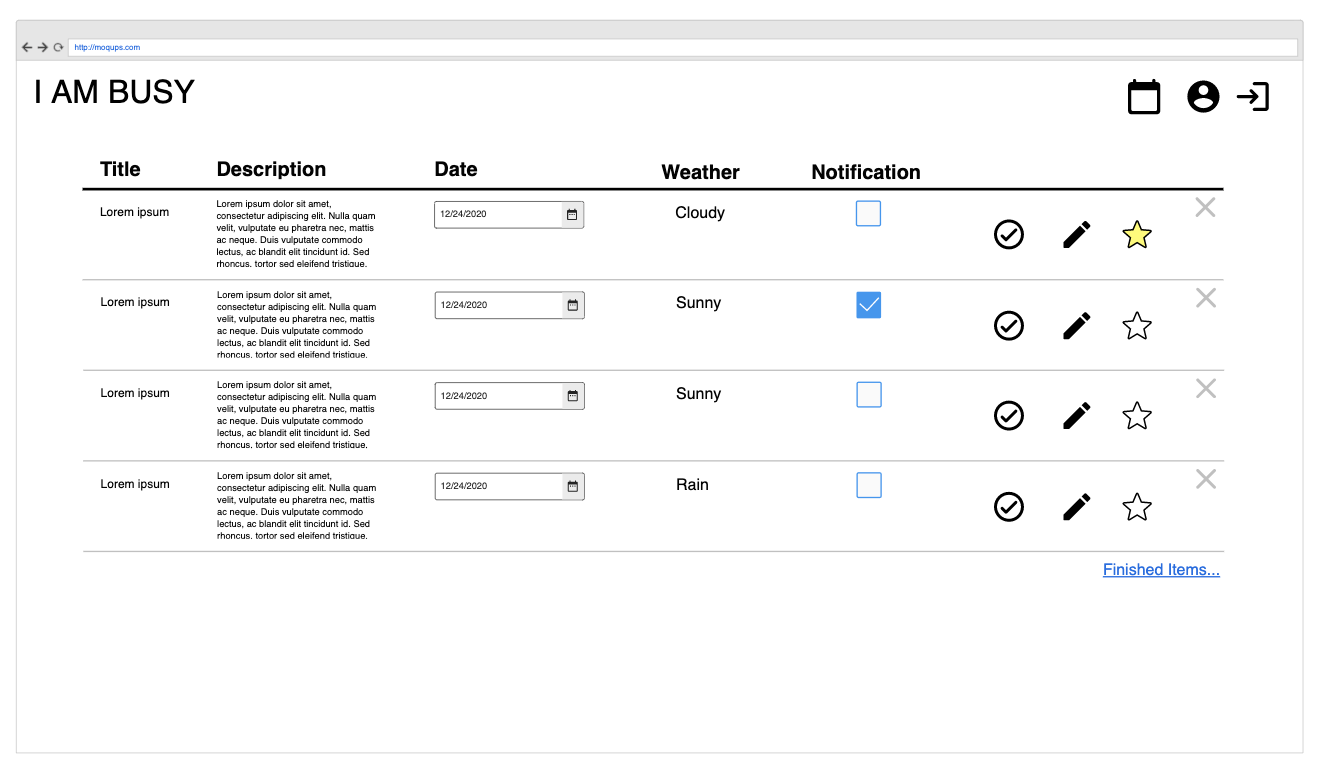 http://moqups.com
I AM BUSY
Title Description Date Weather Notification
Lorem ipsum
Lorem ipsum dolor sit amet,
consectetur adipiscing elit. Nulla quam
velit, vulputate eu pharetra nec, mattis
ac neque. Duis vulputate commodo
lectus, ac blandit elit tincidunt id. Sed
rhoncus, tortor sed eleifend tristique,
12/24/2020
Cloudy
Lorem ipsum
Lorem ipsum dolor sit amet,
consectetur adipiscing elit. Nulla quam
velit, vulputate eu pharetra nec, mattis
ac neque. Duis vulputate commodo
lectus, ac blandit elit tincidunt id. Sed
rhoncus, tortor sed eleifend tristique,
12/24/2020
Sunny
Lorem ipsum
Lorem ipsum dolor sit amet,
consectetur adipiscing elit. Nulla quam
velit, vulputate eu pharetra nec, mattis
ac neque. Duis vulputate commodo
lectus, ac blandit elit tincidunt id. Sed
rhoncus, tortor sed eleifend tristique,
12/24/2020
Sunny
Lorem ipsum
Lorem ipsum dolor sit amet,
consectetur adipiscing elit. Nulla quam
velit, vulputate eu pharetra nec, mattis
ac neque. Duis vulputate commodo
lectus, ac blandit elit tincidunt id. Sed
rhoncus, tortor sed eleifend tristique,
12/24/2020
Rain
Finished Items...